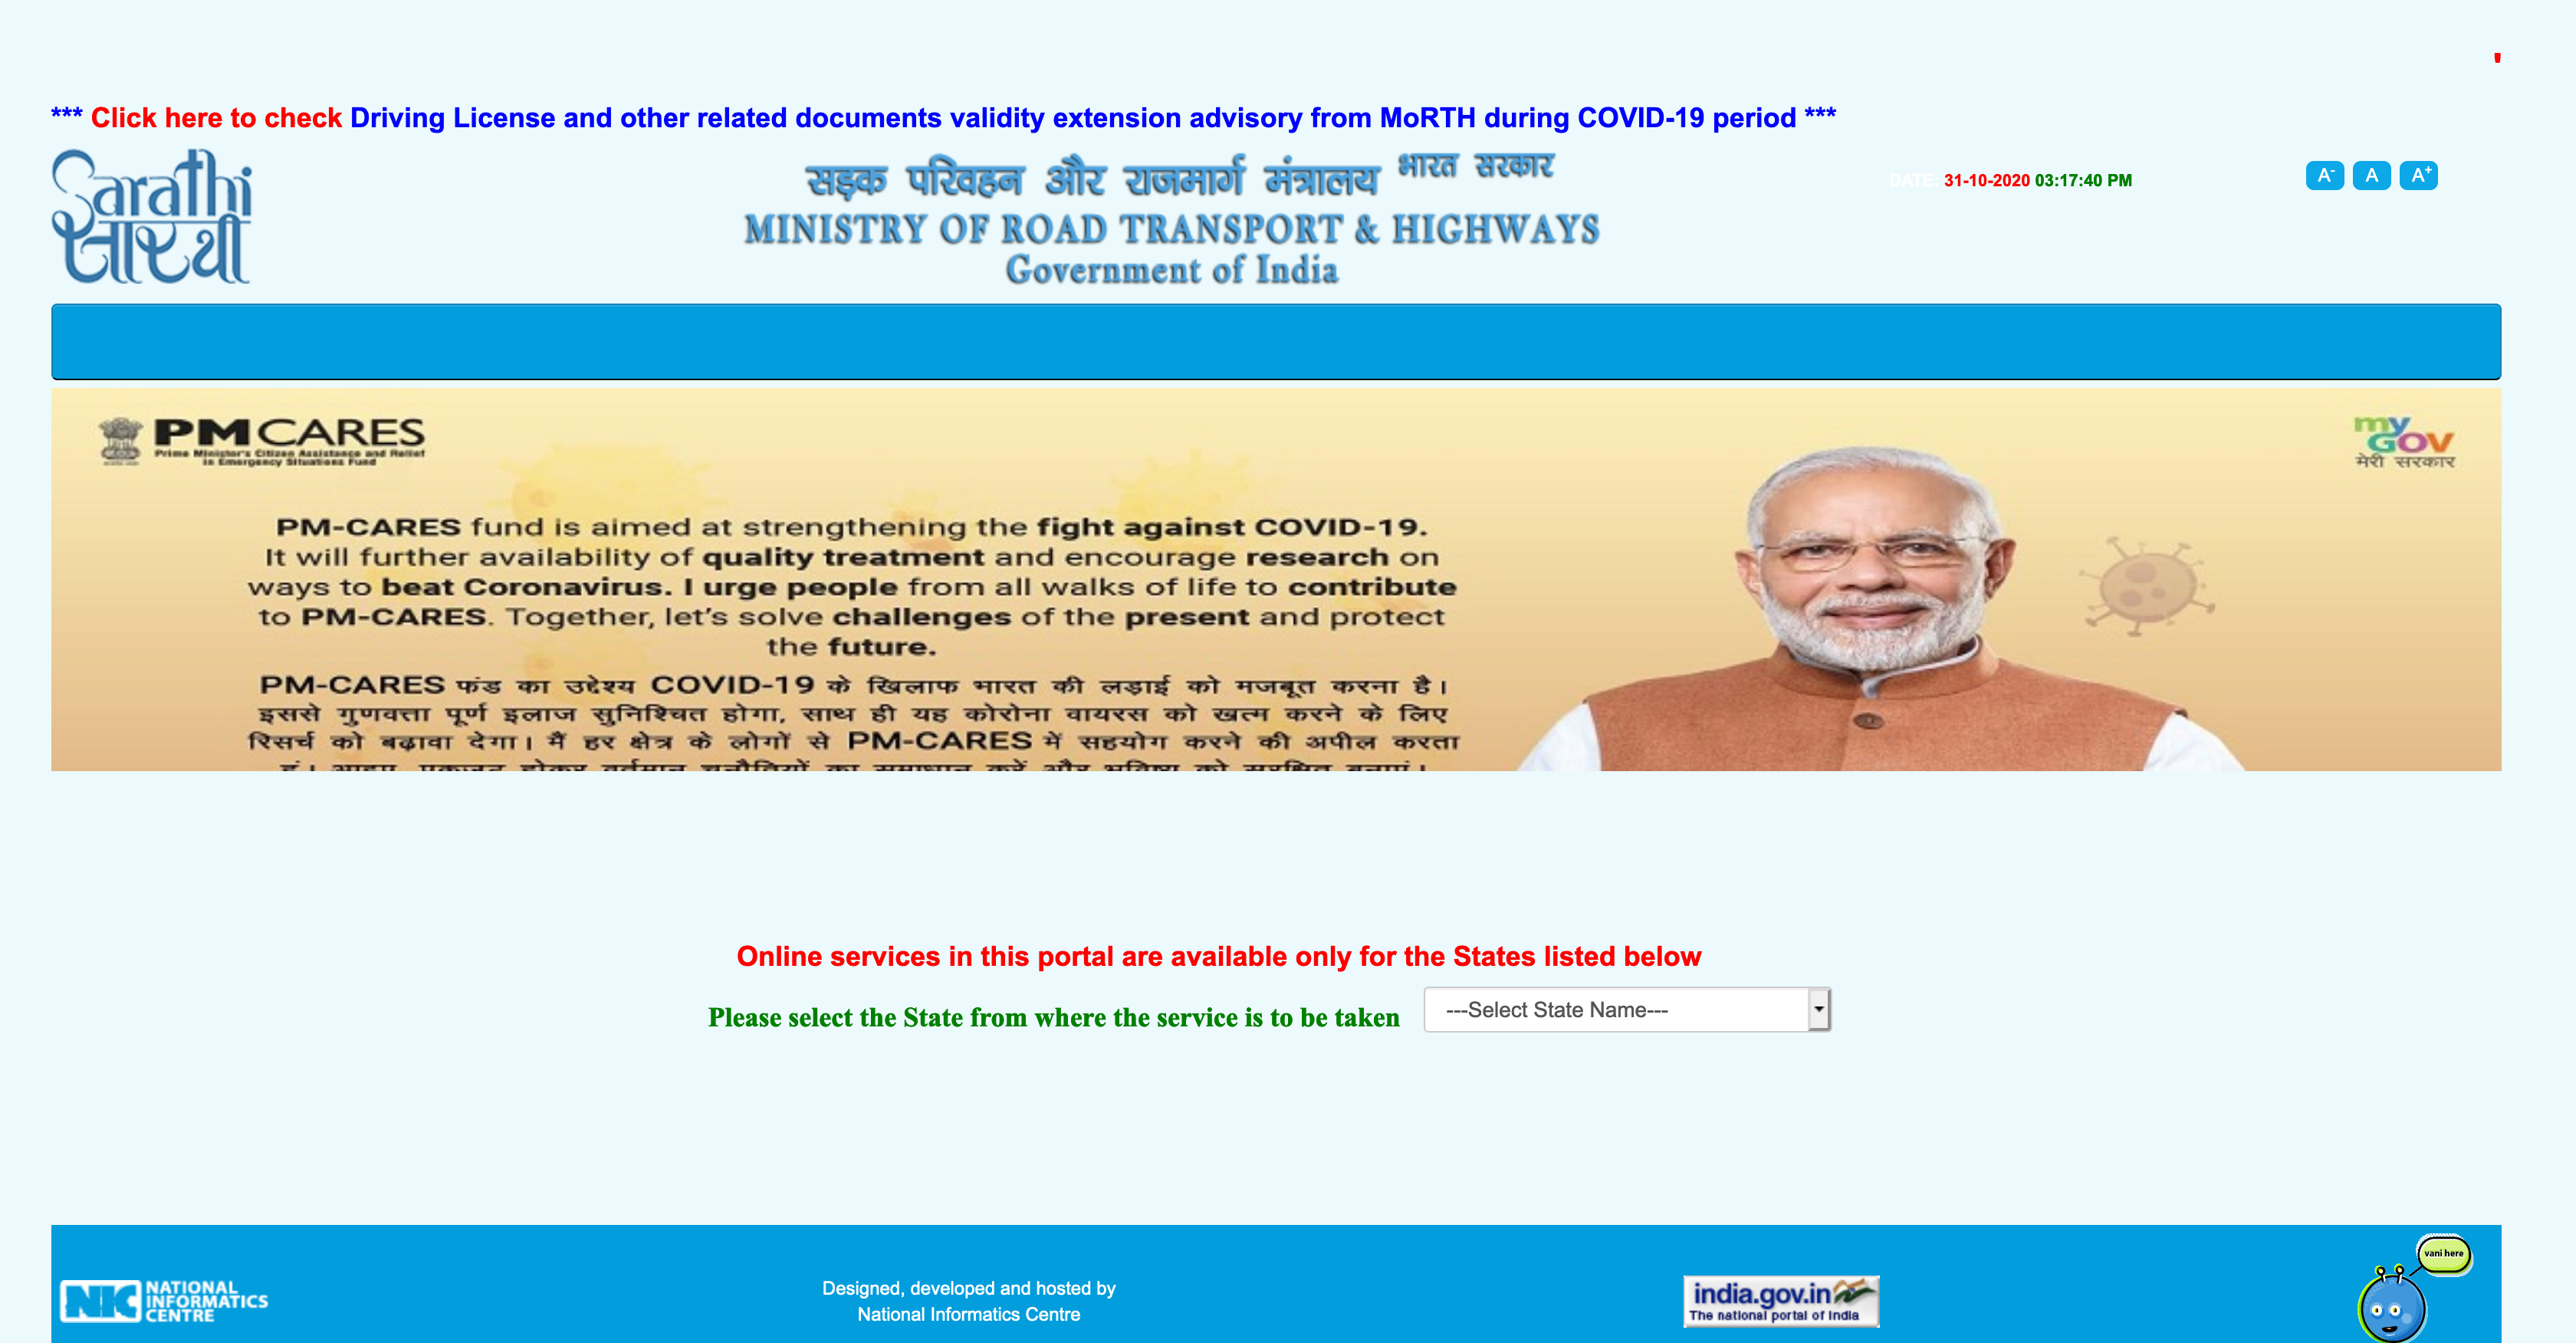 *** Click here to check Driving License and other related documents validity extension advisory from MoRTH during COVID-19 period ***
Sarathi
सारथी
सड़क परिवहन और राजमार्ग मंत्रालय भारत सरकार
MINISTRY OF ROAD TRANSPORT & HIGHWAYS
Government of India
DATE: 31-10-2020 03:17:40 PM
A- A A+
PM CARES
Prime Minister's Citizen Assistance and Relief
in Emergency Situations Fund
my
GOV
मेरी सरकार
PM-CARES fund is aimed at strengthening the fight against COVID-19.
It will further availability of quality treatment and encourage research on
ways to beat Coronavirus. I urge people from all walks of life to contribute
to PM-CARES. Together, let's solve challenges of the present and protect
the future.
PM-CARES फंड का उद्देश्य COVID-19 के खिलाफ भारत की लड़ाई को मजबूत करना है।
इससे गुणवत्ता पूर्ण इलाज सुनिश्चित होगा, साथ ही यह कोरोना वायरस को खत्म करने के लिए
रिसर्च को बढ़ावा देगा। मैं हर क्षेत्र के लोगों से PM-CARES में सहयोग करने की अपील करता
Online services in this portal are available only for the States listed below
Please select the State from where the service is to be taken ---Select State Name---
NIC NATIONAL
INFORMATICS
CENTRE
Designed, developed and hosted by
National Informatics Centre
india.gov.in
The national portal of India
vani here